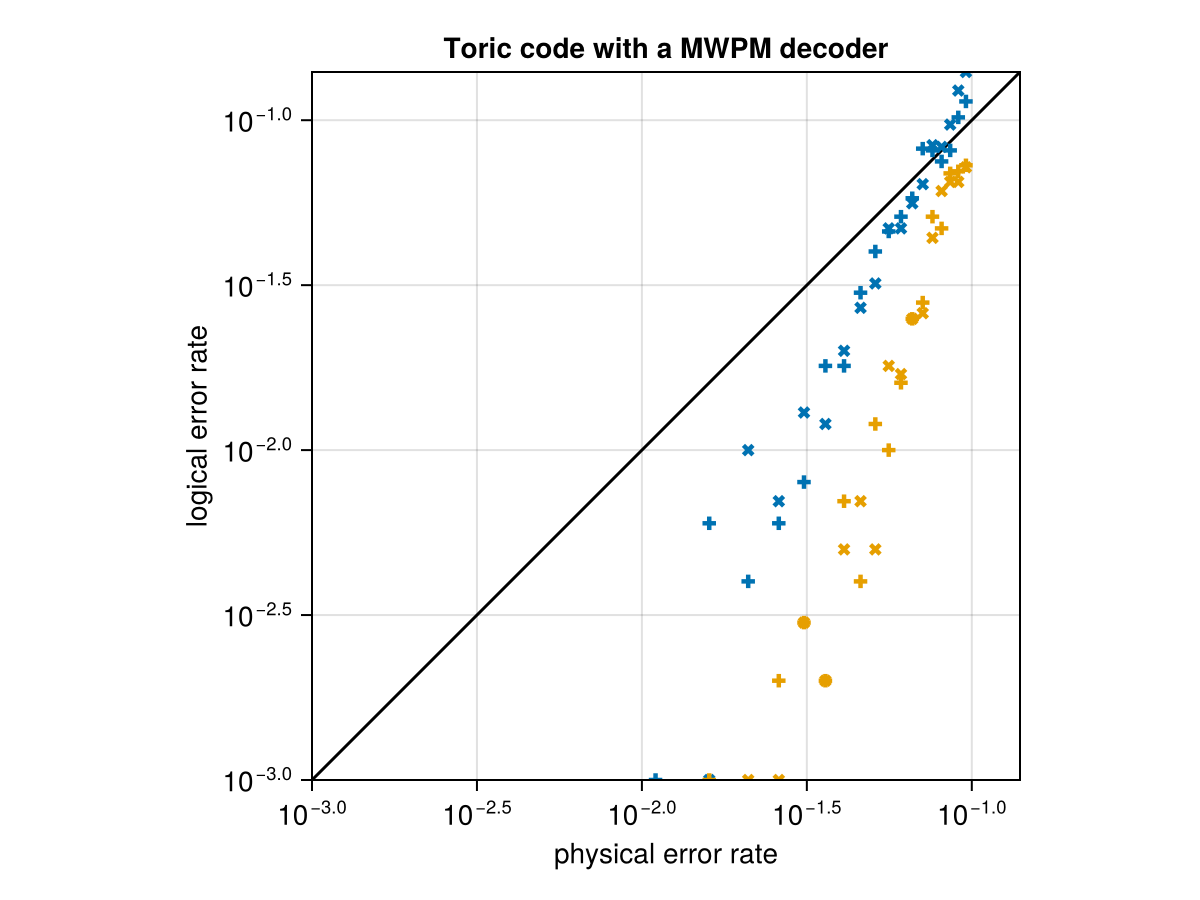 Toric code with a MWPM decoder
logical error rate
10⁻¹·⁰
10⁻¹·⁵
10⁻²·⁰
10⁻²·⁵
10⁻³·⁰
10⁻³·⁰ 10⁻²·⁵ 10⁻²·⁰ 10⁻¹·⁵ 10⁻¹·⁰
physical error rate